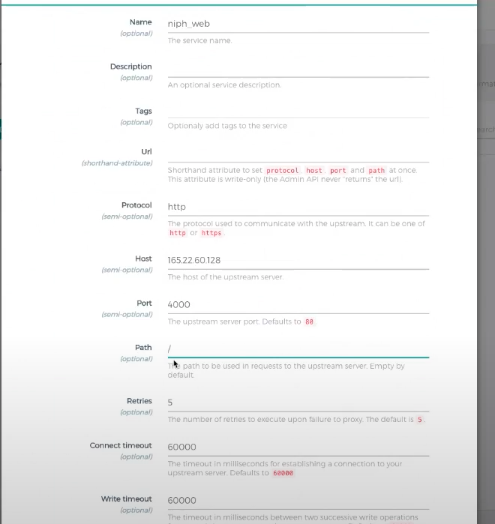 Name
(optional)
niph_web
The service name.
Description
(optional)
An optional service description.
Tags
(optional)
Optionaly add tags to the service
Url
(shorthand-attribute)
Shorthand attribute to set protocol host port and path at once.
This attribute is write-only (the Admin API never "returns" the url).
Protocol
(semi-optional)
http
The protocol used to communicate with the upstream. It can be one of
http or https.
Host
(semi-optional)
165.22.60.128
The host of the upstream server.
Port
(semi-optional)
4000
The upstream server port. Defaults to 80.
Path
(optional)
/
The path to be used in requests to the upstream server. Empty by
default.
Retries
(optional)
5
The number of retries to execute upon failure to proxy. The default is 5.
Connect timeout
(optional)
60000
The timeout in milliseconds for establishing a connection to your
upstream server. Defaults to 60000
Write timeout
(optional)
60000
The timeout in milliseconds between two successive write operations